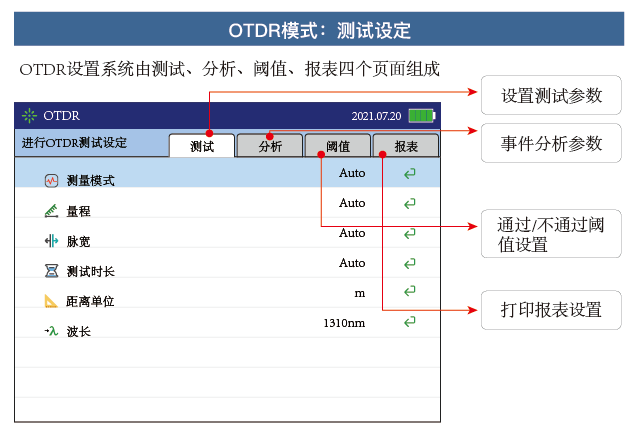 OTDR模式：测试设定
OTDR设置系统由测试、分析、阈值、报表四个页面组成
设置测试参数
OTDR
2021.07.20
事件分析参数
进行OTDR测试设定
测试
分析
阈值
报表
测量模式 Auto
量程 Auto
脉宽 Auto
通过/不通过阈
值设置
测试时长 Auto
距离单位 m
打印报表设置
波长 1310nm